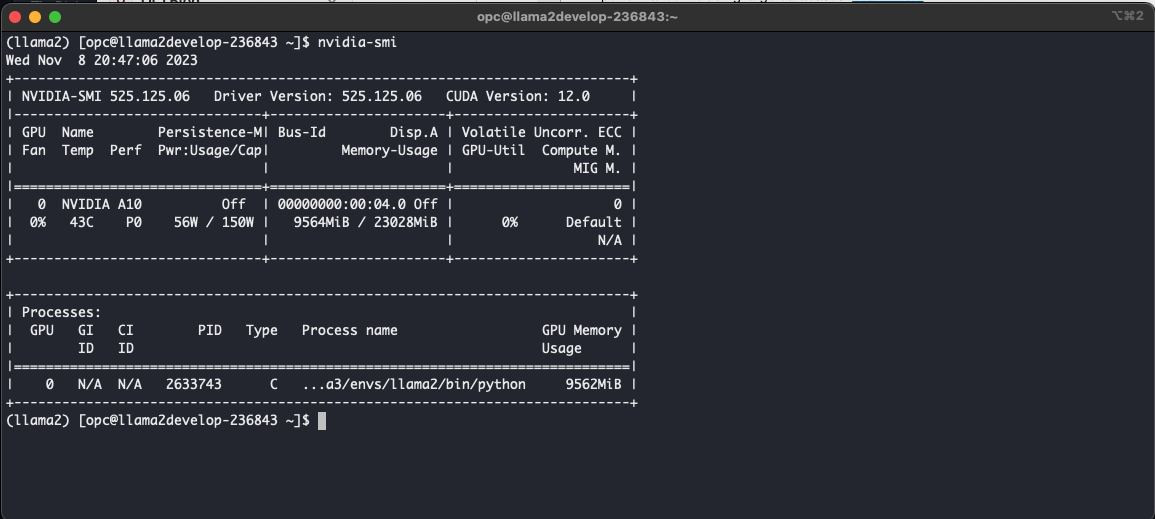 opc@llama2develop-236843:~
⌥⌘2
(llama2) [opc@llama2develop-236843 ~]$ nvidia-smi
Wed Nov  8 20:47:06 2023
+-----------------------------------------------------------------------------+
| NVIDIA-SMI 525.125.06   Driver Version: 525.125.06   CUDA Version: 12.0     |
|-------------------------------+----------------------+----------------------+
| GPU  Name        Persistence-M| Bus-Id        Disp.A | Volatile Uncorr. ECC |
| Fan  Temp  Perf  Pwr:Usage/Cap|         Memory-Usage | GPU-Util  Compute M. |
|                               |                      |               MIG M. |
|===============================+======================+======================|
|   0  NVIDIA A10          Off  | 00000000:00:04.0 Off |                    0 |
|  0%   43C    P0    56W / 150W |   9564MiB / 23028MiB |      0%      Default |
|                               |                      |                  N/A |
+-------------------------------+----------------------+----------------------+
+-----------------------------------------------------------------------------+
| Processes:                                                                  |
|  GPU   GI   CI        PID   Type   Process name                  GPU Memory |
|        ID   ID                                                   Usage      |
|=============================================================================|
|    0   N/A  N/A   2633743      C   ...a3/envs/llama2/bin/python     9562MiB |
+-----------------------------------------------------------------------------+
(llama2) [opc@llama2develop-236843 ~]$